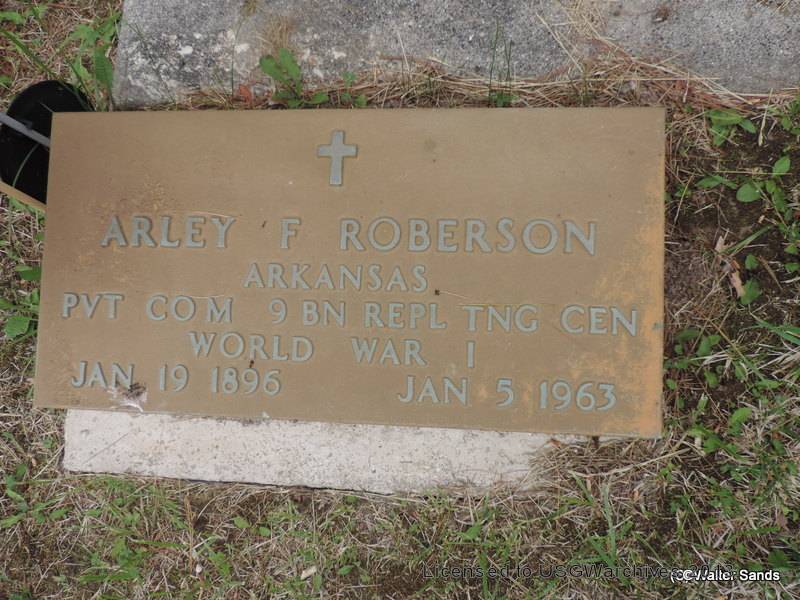 ARLEY F ROBERSON
ARKANSAS
PVT CO M 9 BN REPL TNG CEN
WORLD WAR I
JAN 19 1896 JAN 5 1963
Licensed to USGWarchives
Walter Sands